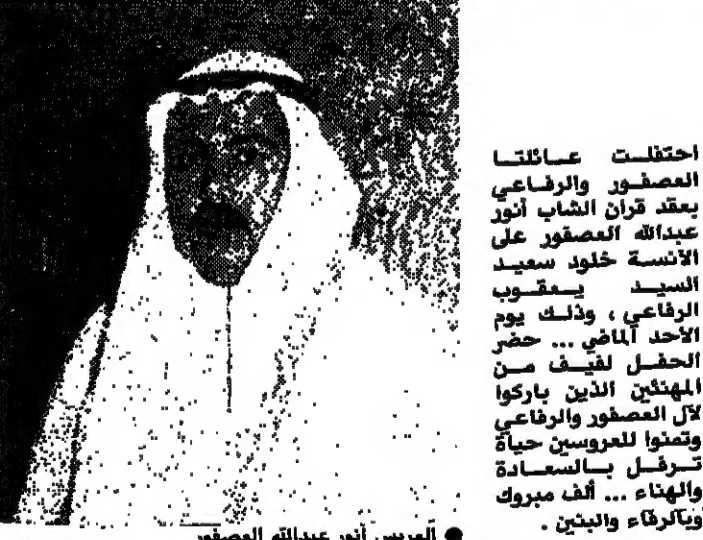 احتفلت عائلتا
العصفور والرفاعي
بعقد قران الشاب أنور
عبدالله العصفور على
الآنسة خلود سعيد
السيد يعقوب
الرفاعي ، وذلك يوم
الأحد الماضي ... حضر
الحفل لفيف من
المهنئين الذين باركوا
لآل العصفور والرفاعي
وتمنوا للعروسين حياة
ترفل بالسعادة
والهناء ... ألف مبروك
وبالرفاء والبنين .
● العريس أنور عبدالله العصفور